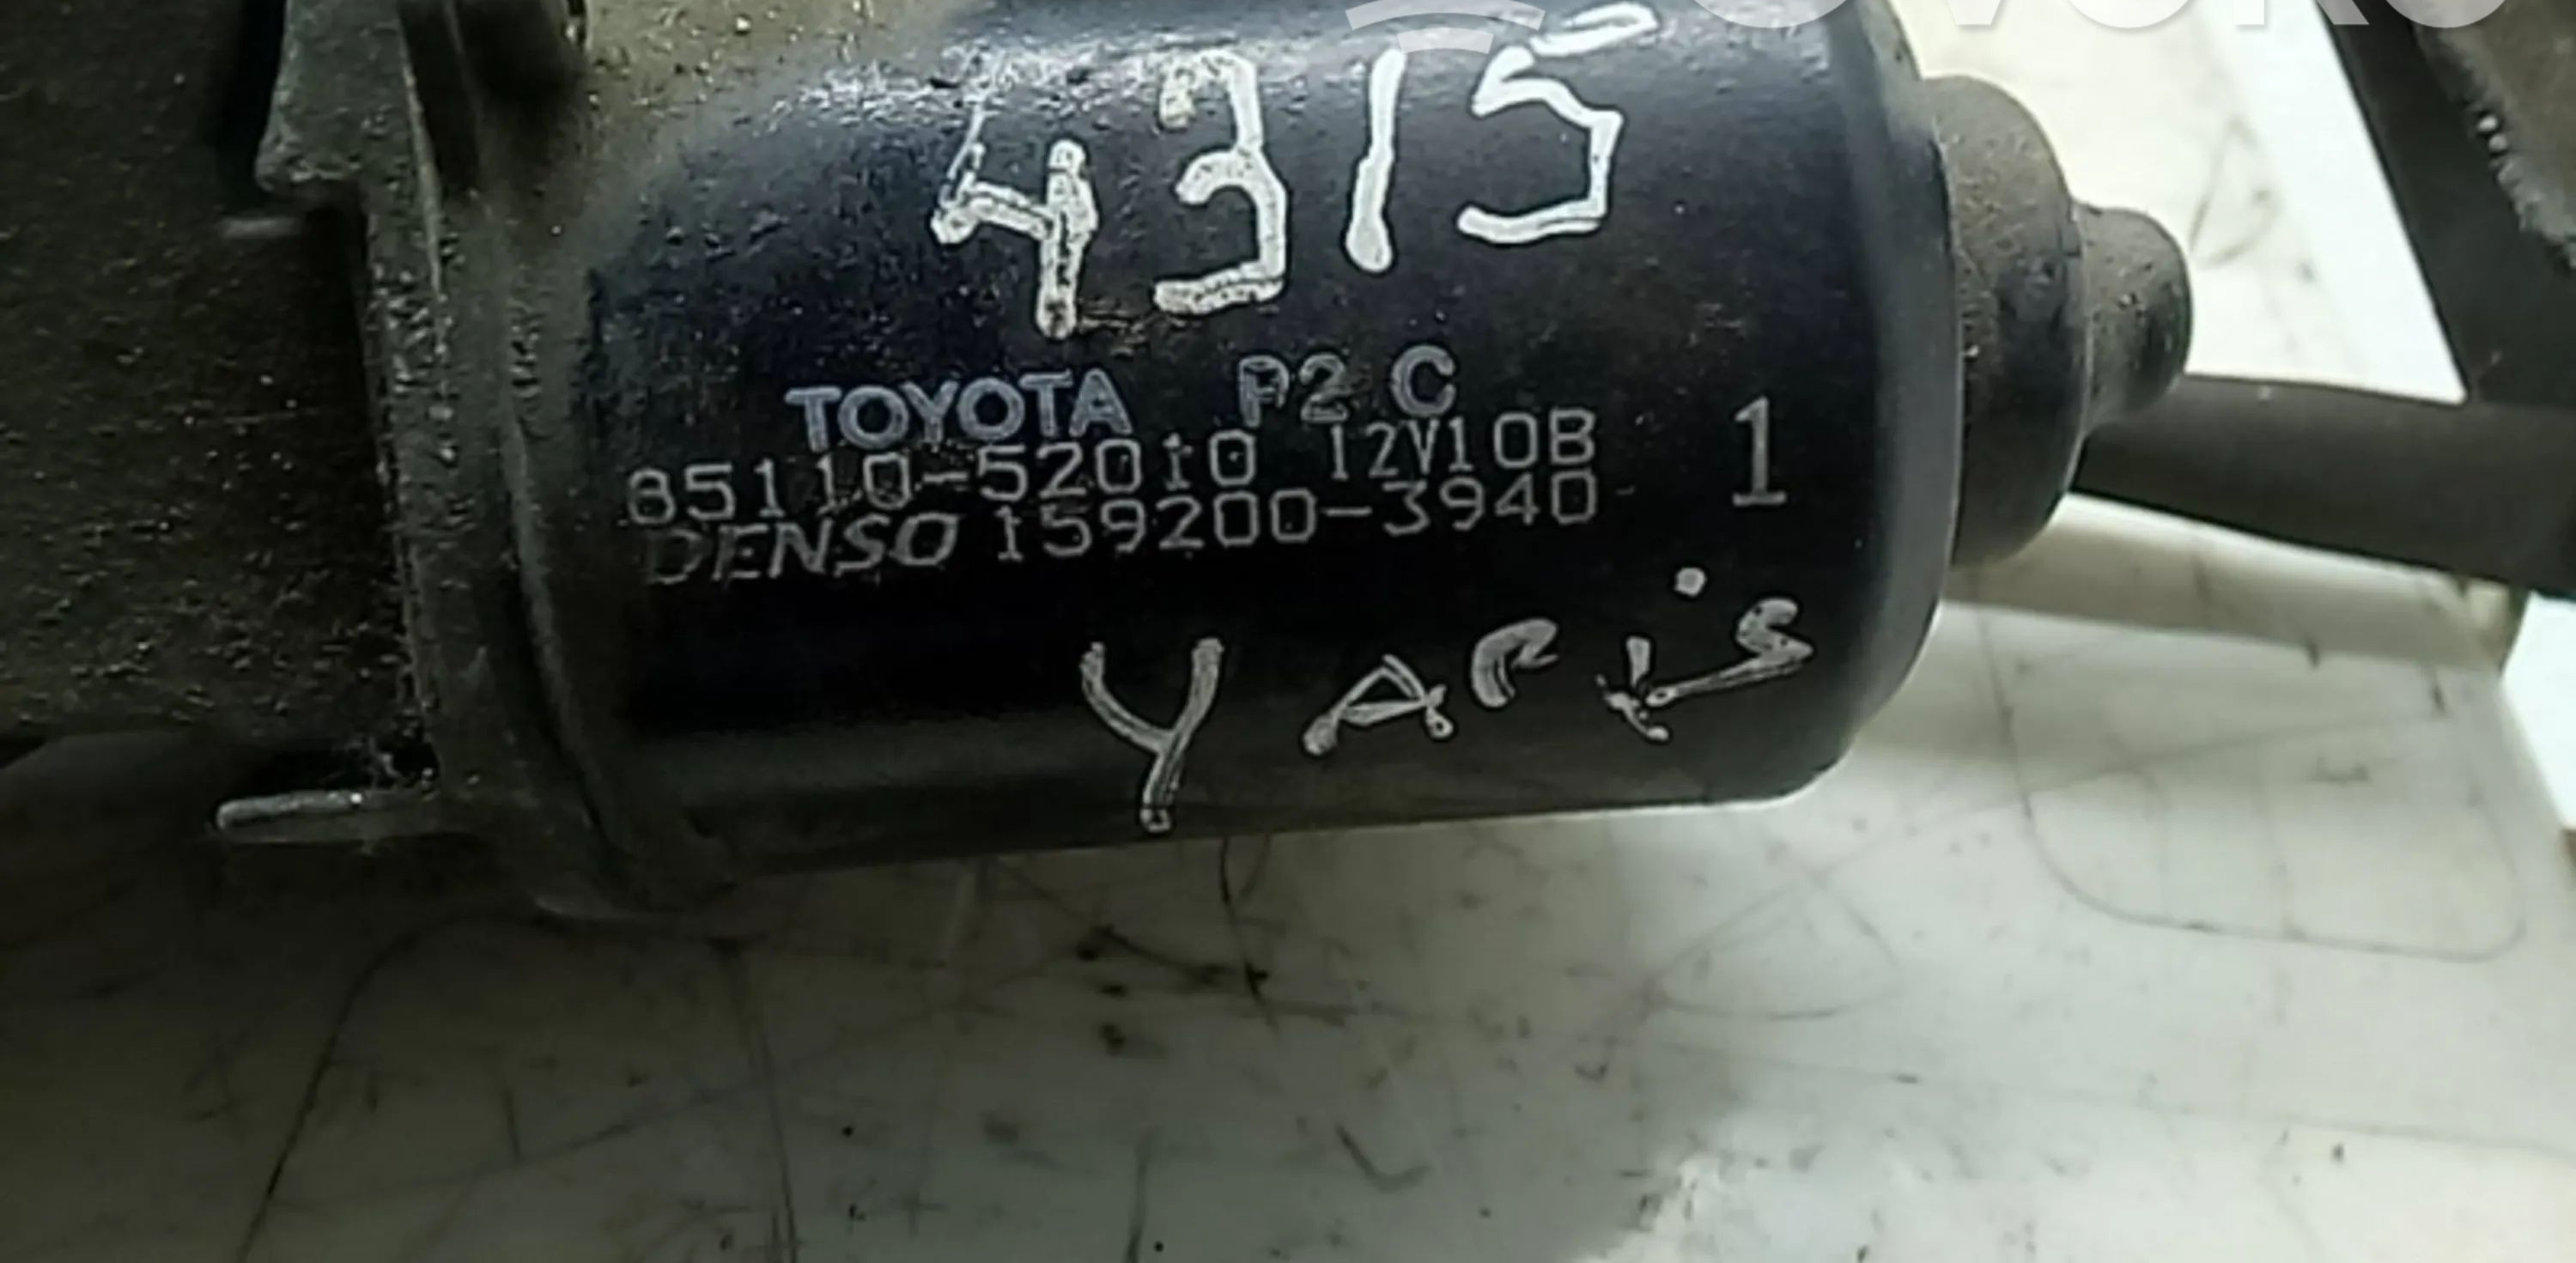 4315
TOYOTA P2 C
85110-52010 12V10B 1
DENSO 159200-3940
YARiS